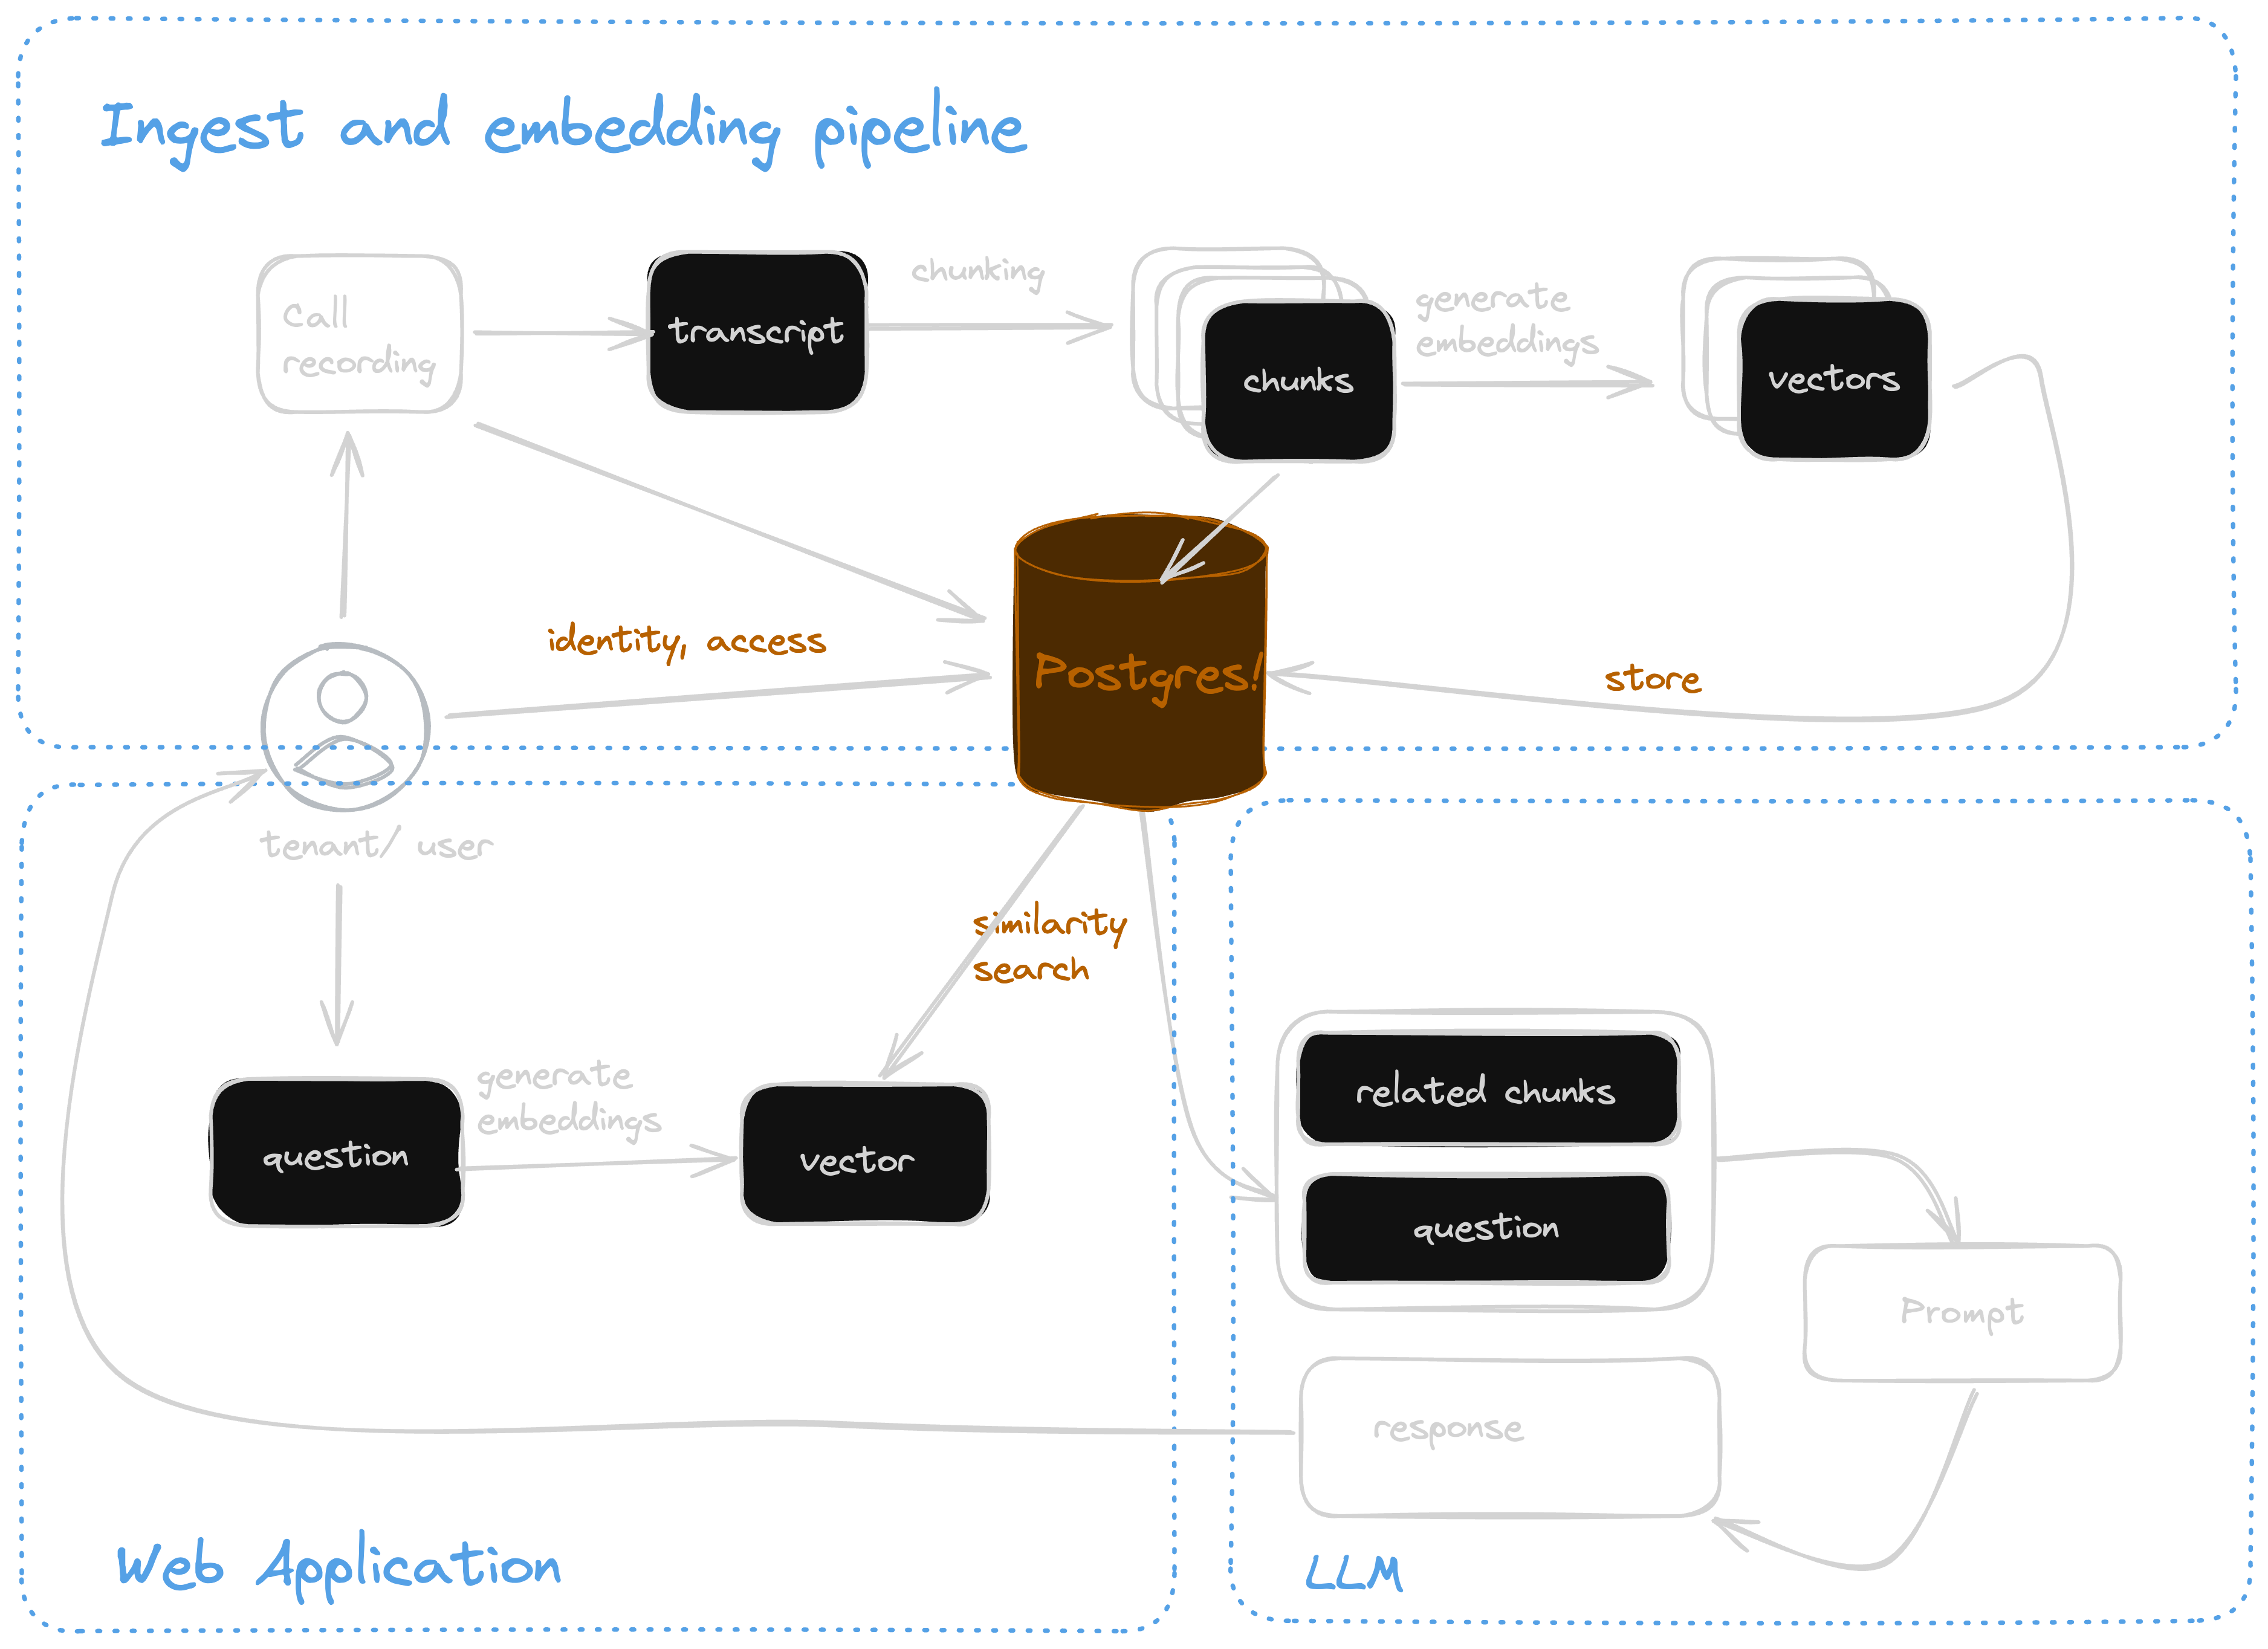 Ingest and embedding pipeline
Call
recording
transcript
chunking
chunks
generate
embeddings
vectors
identity, access
Postgres!
store
tenant/ user
similarity
search
question
generate
embeddings
vector
related chunks
question
Prompt
response
Web Application
LLM